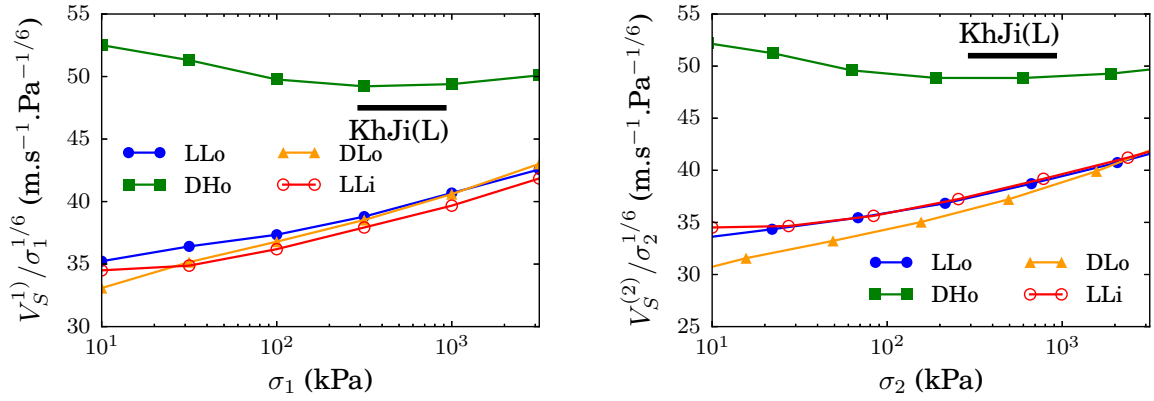 55
50
45
40
35
30
V_S^{1)}/σ_1^{1/6} (m.s^{−1}.Pa^{−1/6})
KhJi(L)
LLo
DHo
DLo
LLi
10^1
10^2
10^3
σ_1 (kPa)
55
50
45
40
35
30
25
V_S^{(2)}/σ_2^{1/6} (m.s^{−1}.Pa^{−1/6})
KhJi(L)
LLo
DHo
DLo
LLi
10^1
10^2
10^3
σ_2 (kPa)